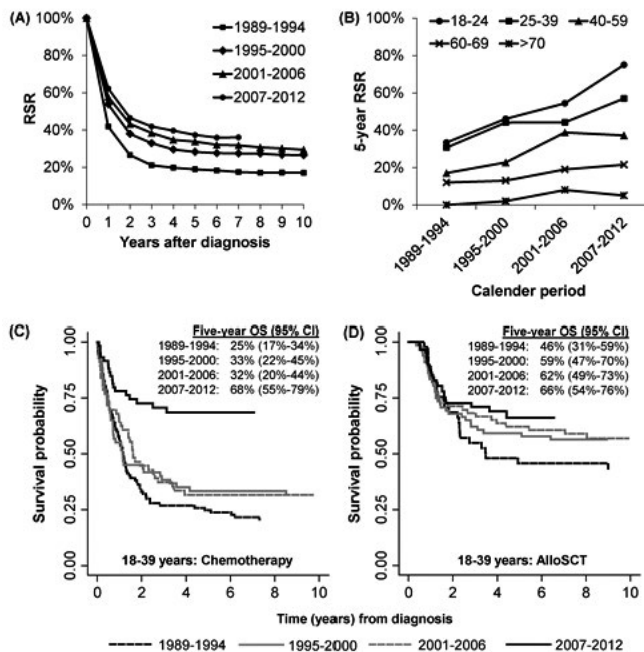 (A)
1989-1994
1995-2000
2001-2006
2007-2012
RSR
100%
80%
60%
40%
20%
0%
0 1 2 3 4 5 6 7 8 9 10
Years after diagnosis
(B)
18-24 25-39 40-59
60-69 >70
5-year RSR
100%
80%
60%
40%
20%
0%
1989-1994
1995-2000
2001-2006
2007-2012
Calender period
(C)
Five-year OS (95% CI)
1989-1994: 25% (17%-34%)
1995-2000: 33% (22%-45%)
2001-2006: 32% (20%-44%)
2007-2012: 68% (55%-79%)
Survival probability
1.00
0.75
0.50
0.25
0.00
18-39 years: Chemotherapy
0 2 4 6 8 10
(D)
Five-year OS (95% CI)
1989-1994: 46% (31%-59%)
1995-2000: 59% (47%-70%)
2001-2006: 62% (49%-73%)
2007-2012: 66% (54%-76%)
Survival probability
1.00
0.75
0.50
0.25
0.00
18-39 years: AlloSCT
0 2 4 6 8 10
Time (years) from diagnosis
1989-1994 1995-2000 2001-2006 2007-2012